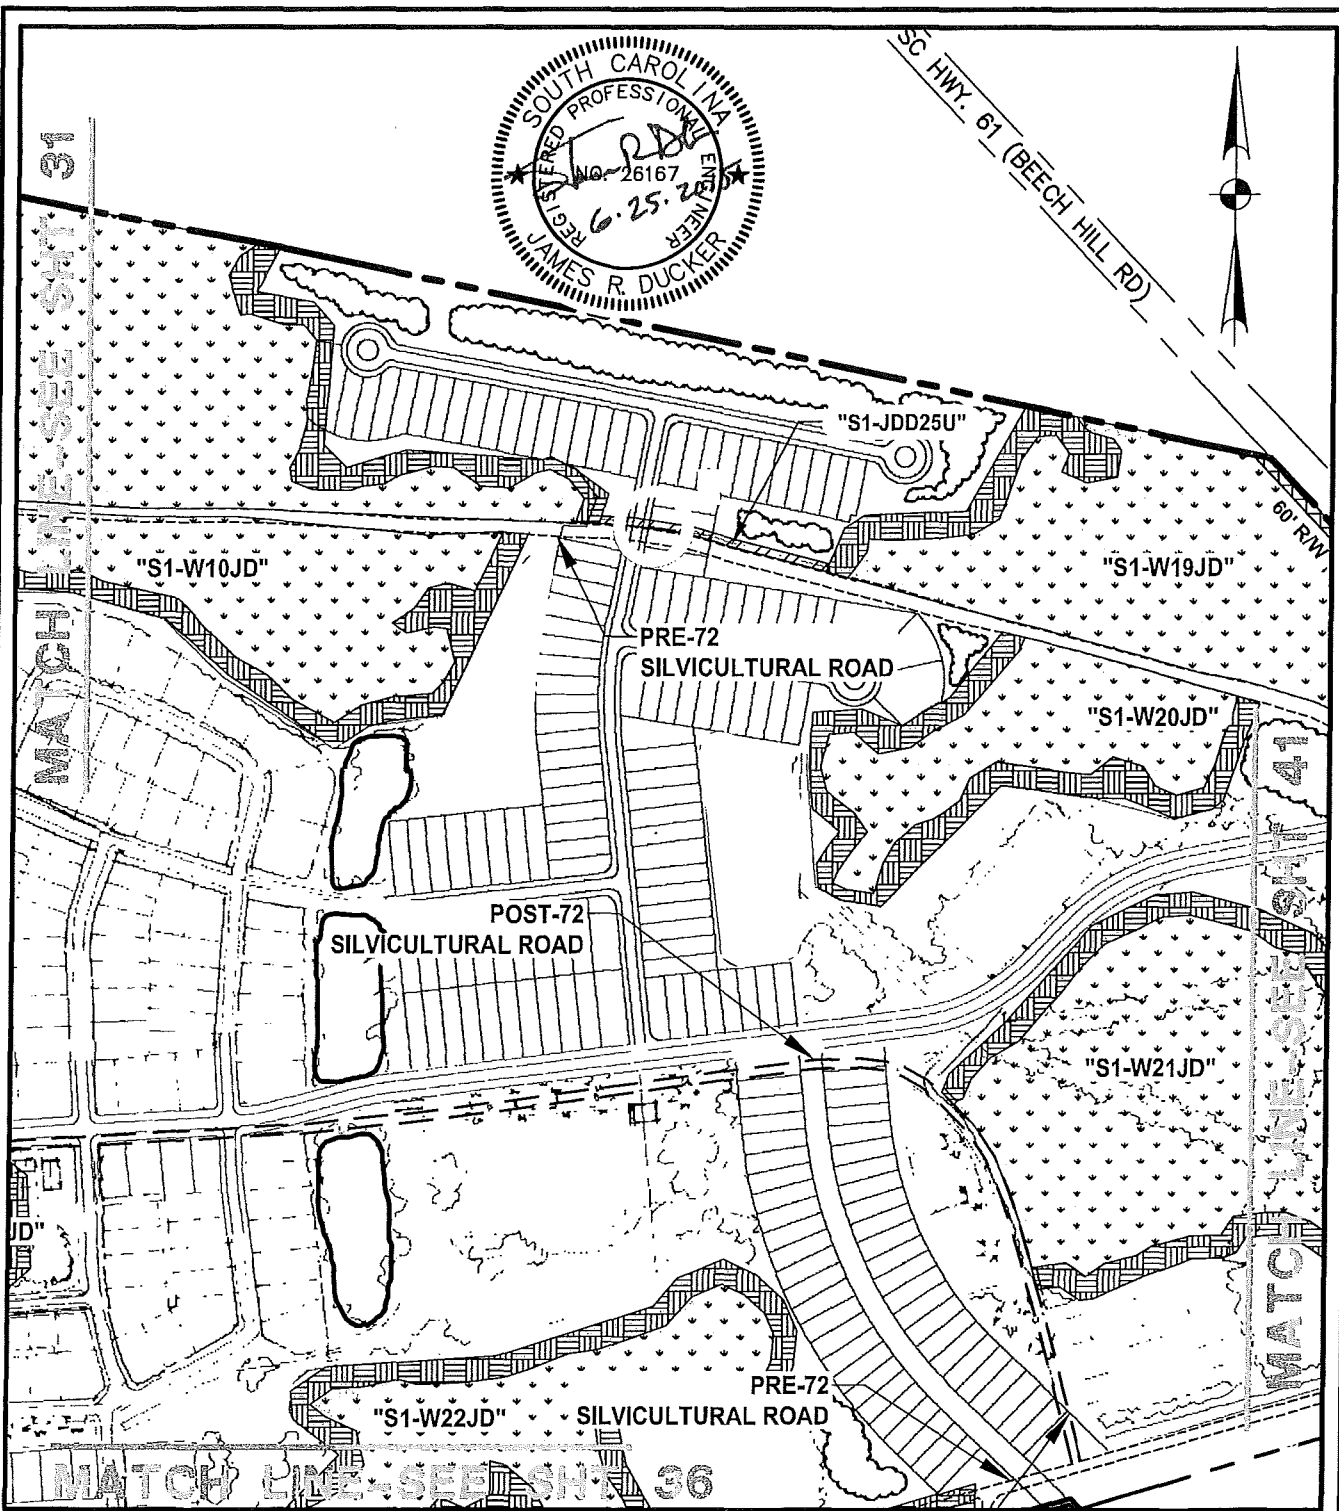 SOUTH CAROLINA
REGISTERED PROFESSIONAL ENGINEER
NO. 26167
6.25.20
JAMES R. DUCKER
SC HWY. 61 (BEECH HILL RD)
60' R/W
MATCH LINE-SEE SHT 31
"S1-JDD25U"
"S1-W10JD"
"S1-W19JD"
PRE-72
SILVICULTURAL ROAD
"S1-W20JD"
MATCH LINE-SEE SHT 41
POST-72
SILVICULTURAL ROAD
"S1-W21JD"
JD"
PRE-72
SILVICULTURAL ROAD
"S1-W22JD"
MATCH LINE-SEE SHT 36